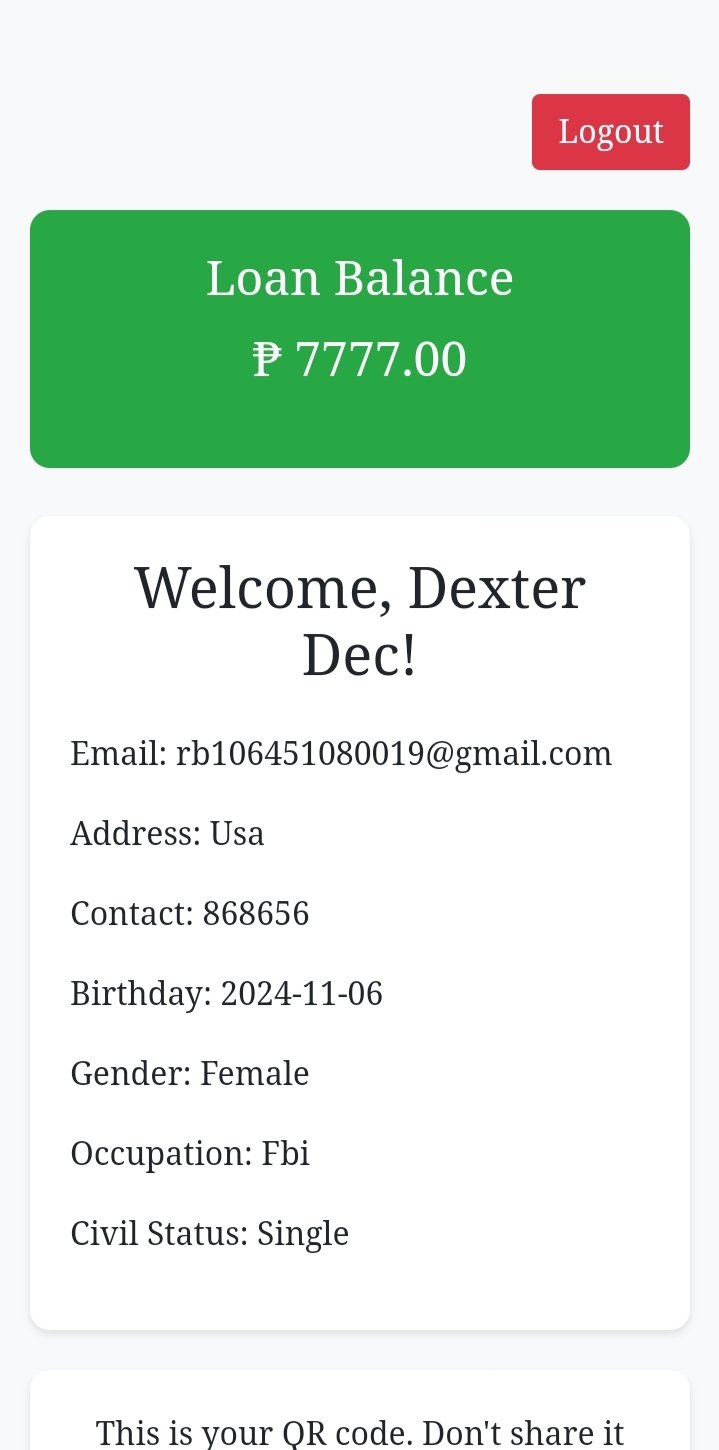 Logout
Loan Balance
₱ 7777.00
Welcome, Dexter
Dec!
Email: rb106451080019@gmail.com
Address: Usa
Contact: 868656
Birthday: 2024-11-06
Gender: Female
Occupation: Fbi
Civil Status: Single
This is your QR code. Don't share it